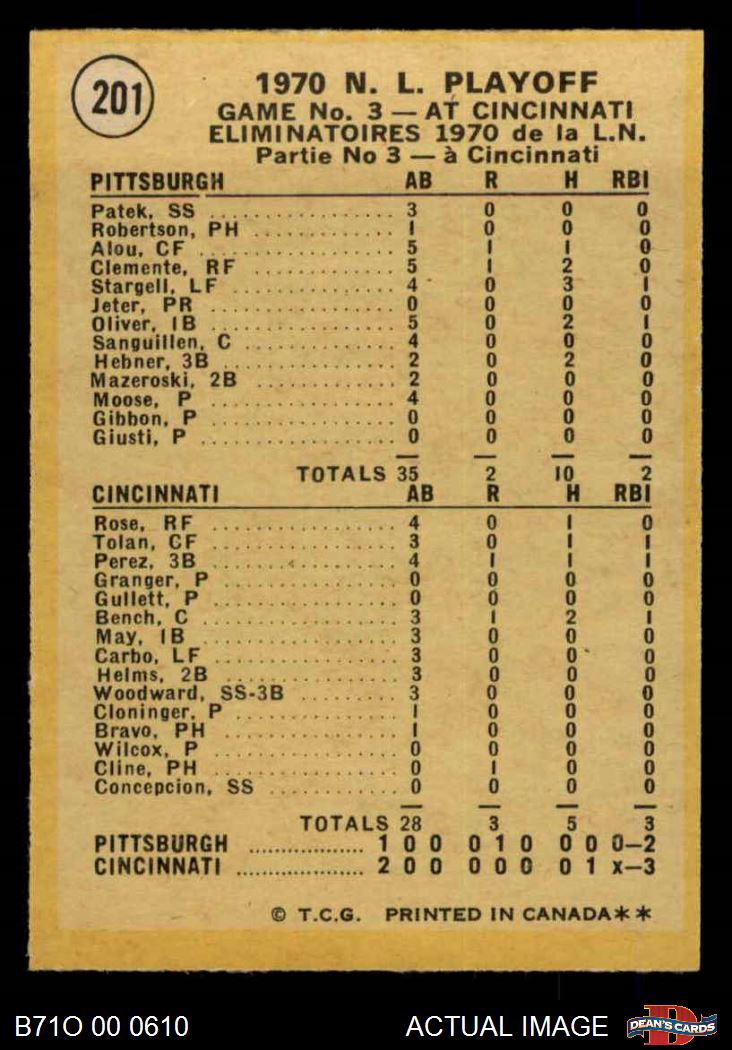 201
1970 N. L. PLAYOFF
GAME No. 3 — AT CINCINNATI
ELIMINATOIRES 1970 de la L.N.
Partie No 3 — à Cincinnati
PITTSBURGH AB R H RBI
Patek, SS ................ 3 0 0 0
Robertson, PH ............ 1 0 0 0
Alou, CF ................ 5 1 1 0
Clemente, RF ............ 5 1 2 0
Stargell, LF ............ 4 0 3 1
Jeter, PR ................ 0 0 0 0
Oliver, 1B ............... 5 0 2 1
Sanguillen, C ............ 4 0 0 0
Hebner, 3B ............... 2 0 2 0
Mazeroski, 2B ............ 2 0 0 0
Moose, P ................ 4 0 0 0
Gibbon, P ............... 0 0 0 0
Giusti, P ................ 0 0 0 0
TOTALS 35 2 10 2
CINCINNATI AB R H RBI
Rose, RF ................ 4 0 1 0
Tolan, CF ................ 3 0 1 1
Perez, 3B ................ 4 1 1 1
Granger, P .............. 0 0 0 0
Gullett, P ............... 0 0 0 0
Bench, C ................ 3 1 2 1
May, 1B ................ 3 0 0 0
Carbo, LF ............... 3 0 0 0
Helms, 2B ............... 3 0 0 0
Woodward, SS-3B ......... 3 0 0 0
Cloninger, P ............. 1 0 0 0
Bravo, PH ............... 1 0 0 0
Wilcox, P ............... 0 0 0 0
Cline, PH ............... 0 1 0 0
Concepcion, SS ........... 0 0 0 0
TOTALS 28 3 5 3
PITTSBURGH .................. 1 0 0 0 1 0 0 0 0—2
CINCINNATI .................... 2 0 0 0 0 0 0 1 x—3
© T.C.G. PRINTED IN CANADA**
B71O 00 0610 ACTUAL IMAGE DEAN'S CARDS